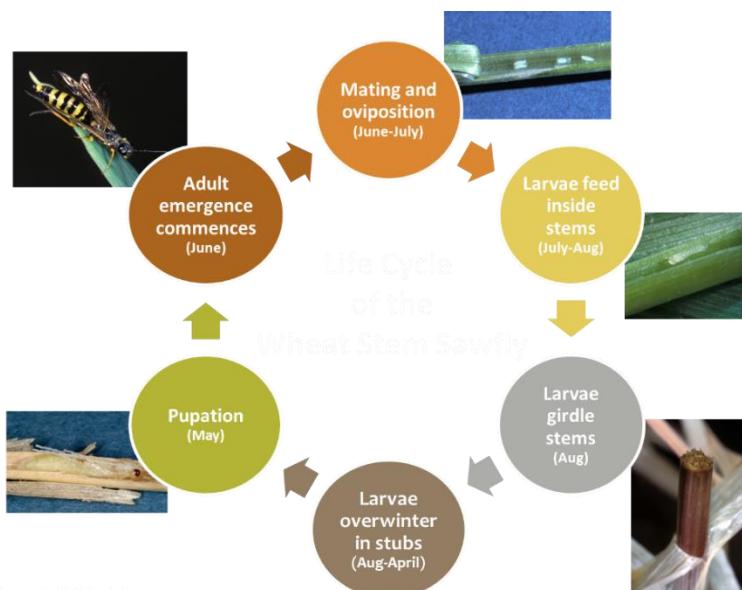 Mating and
oviposition
(June-July)
Adult
emergence
commences
(June)
Larvae feed
inside
stems
(July-Aug)
Life Cycle
of the
Wheat Stem Sawfly
Pupation
(May)
Larvae
girdle
stems
(Aug)
Larvae
overwinter
in stubs
(Aug-April)